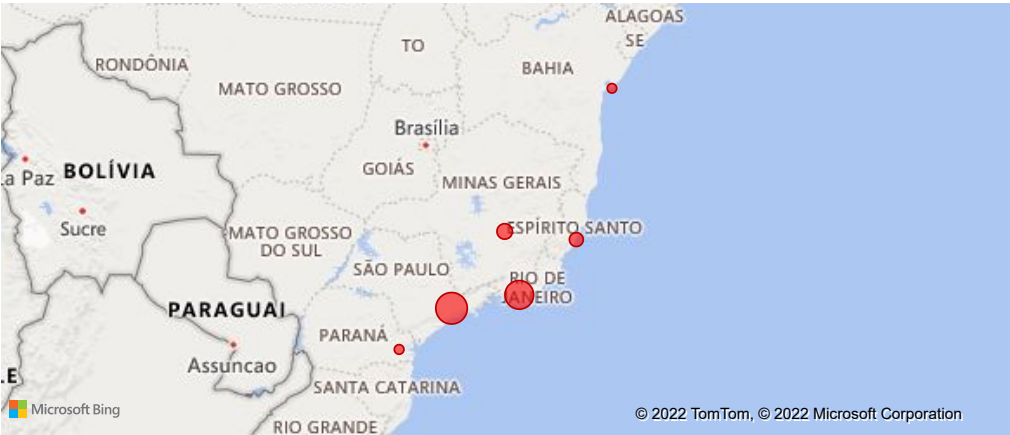 ALAGOAS
SE
TO
RONDÔNIA
BAHIA
MATO GROSSO
Brasília
BOLÍVIA
GOIÁS
a Paz
MINAS GERAIS
Sucre
ESPÍRITO SANTO
MATO GROSSO
DO SUL
SÃO PAULO
RIO DE
JANEIRO
PARAGUAI
PARANÁ
Assuncao
LE
SANTA CATARINA
Microsoft Bing
© 2022 TomTom, © 2022 Microsoft Corporation
RIO GRANDE